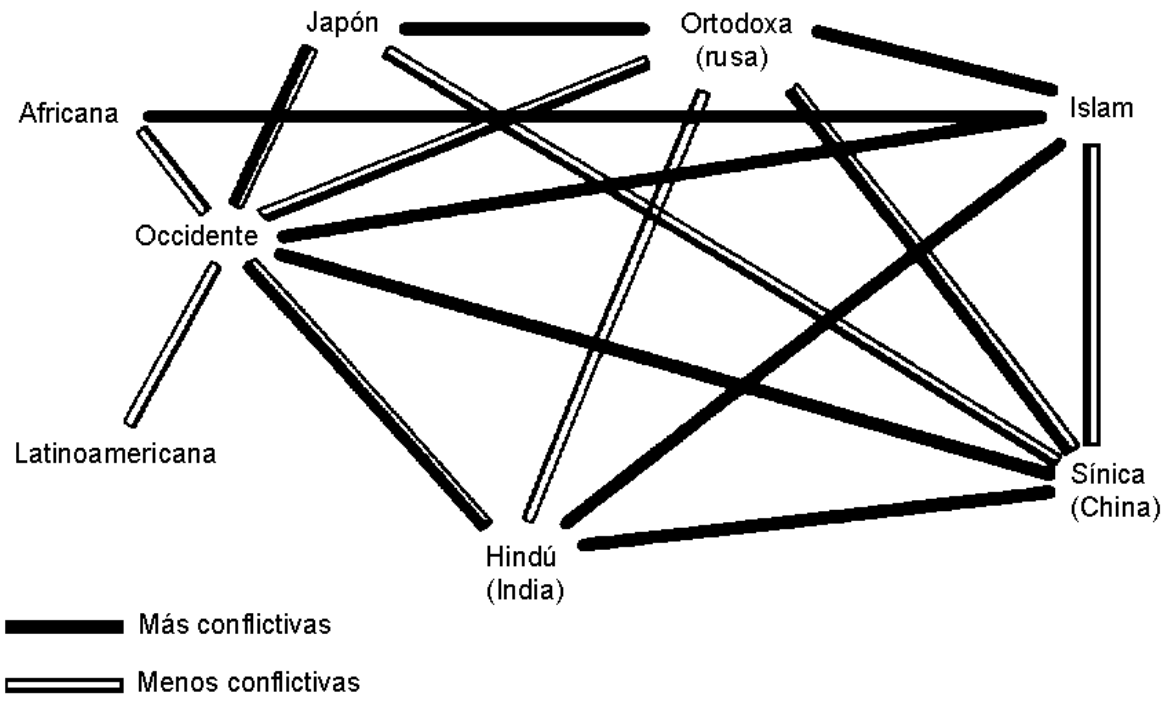 Japón
Ortodoxa
(rusa)
Africana
Islam
Occidente
Latinoamericana
Sínica
(China)
Hindú
(India)
Más conflictivas
Menos conflictivas